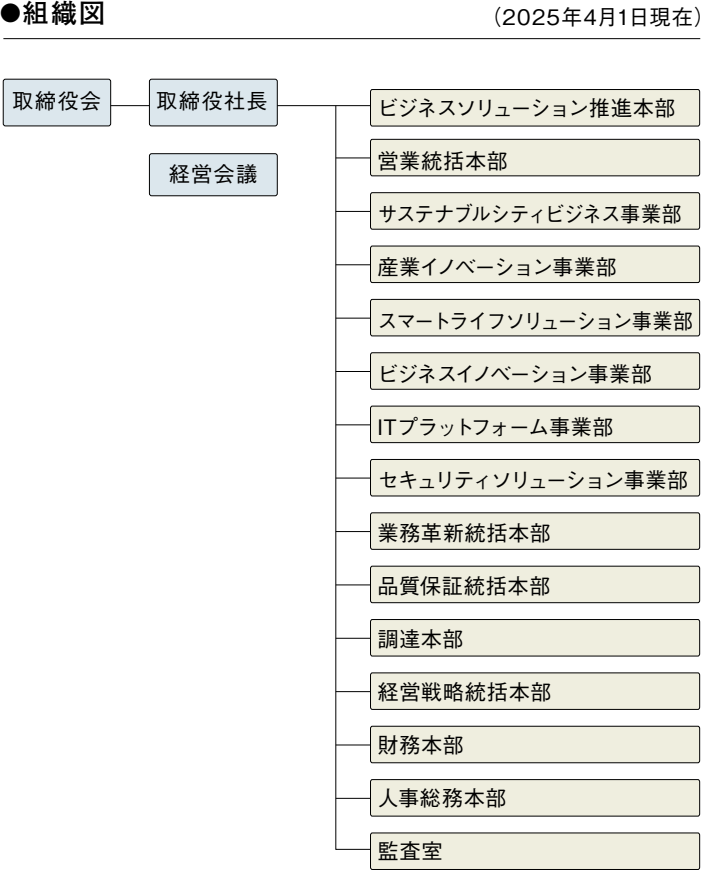 ●組織図
（2025年4月1日現在）
取締役会
取締役社長
経営会議
ビジネスソリューション推進本部
営業統括本部
サステナブルシティビジネス事業部
産業イノベーション事業部
スマートライフソリューション事業部
ビジネスイノベーション事業部
ITプラットフォーム事業部
セキュリティソリューション事業部
業務革新統括本部
品質保証統括本部
調達本部
経営戦略統括本部
財務本部
人事総務本部
監査室